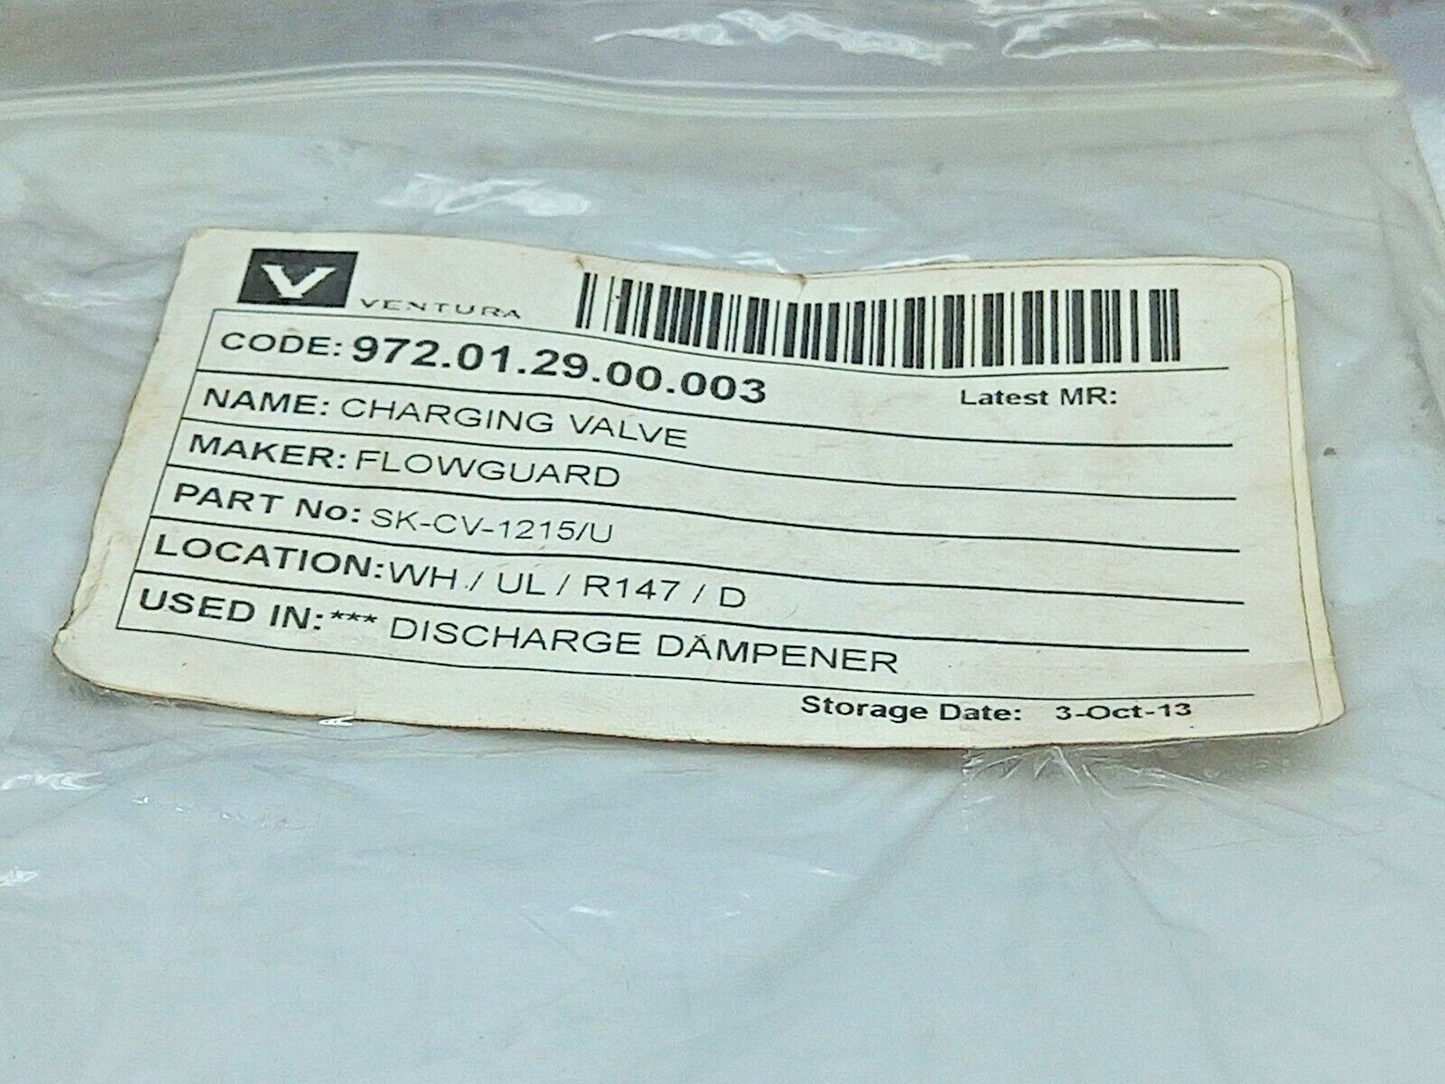 V VENTURA
CODE: 972.01.29.00.003
Latest MR:
NAME: CHARGING VALVE
MAKER: FLOWGUARD
PART No: SK-CV-1215/U
LOCATION: WH / UL / R147 / D
USED IN: *** DISCHARGE DAMPENER
Storage Date: 3-Oct-13